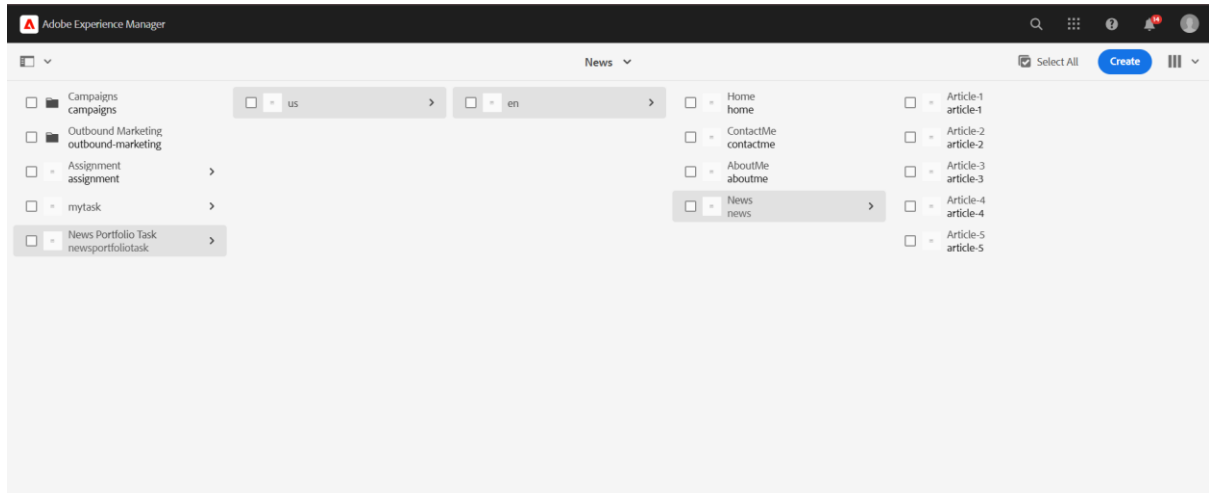 Adobe Experience Manager
14
News
Select All
Create
Campaigns
campaigns
Outbound Marketing
outbound-marketing
Assignment
assignment
mytask
News Portfolio Task
newsportfoliotask
us
en
Home
home
ContactMe
contactme
AboutMe
aboutme
News
news
Article-1
article-1
Article-2
article-2
Article-3
article-3
Article-4
article-4
Article-5
article-5